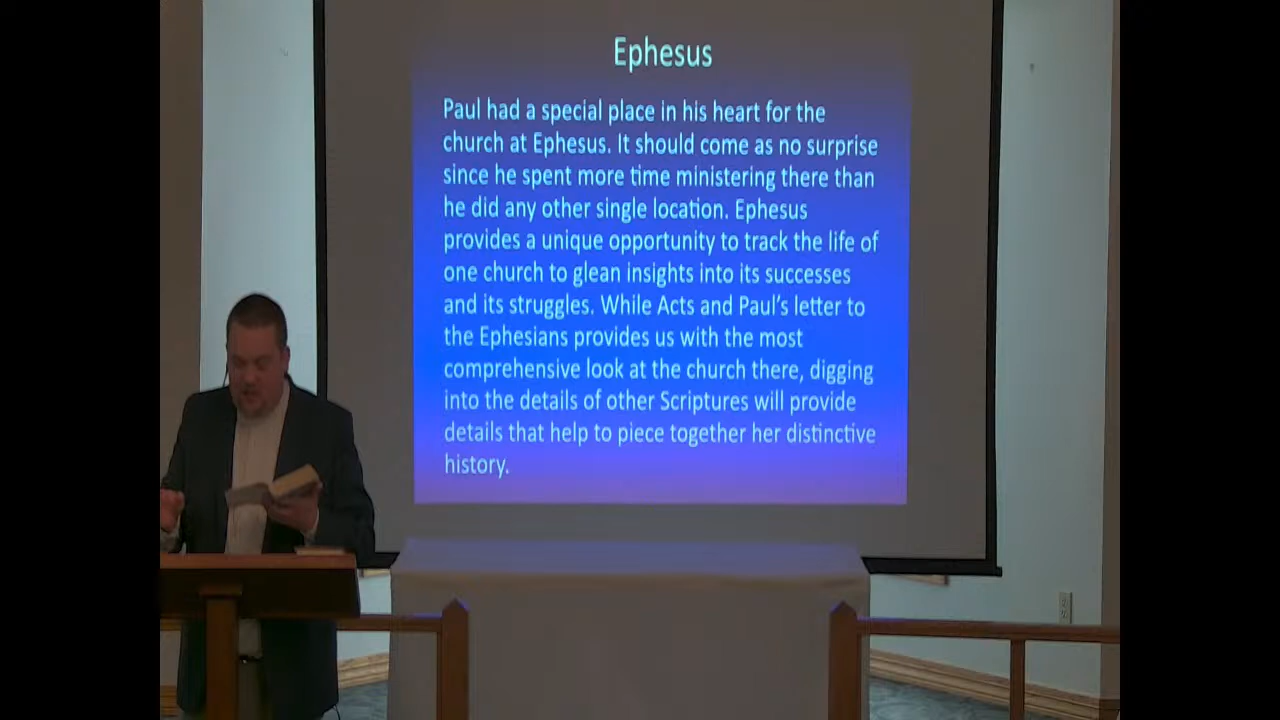 Ephesus
Paul had a special place in his heart for the
church at Ephesus. It should come as no surprise
since he spent more time ministering there than
he did any other single location. Ephesus
provides a unique opportunity to track the life of
one church to glean insights into its successes
and its struggles. While Acts and Paul’s letter to
the Ephesians provides us with the most
comprehensive look at the church there, digging
into the details of other Scriptures will provide
details that help to piece together her distinctive
history.